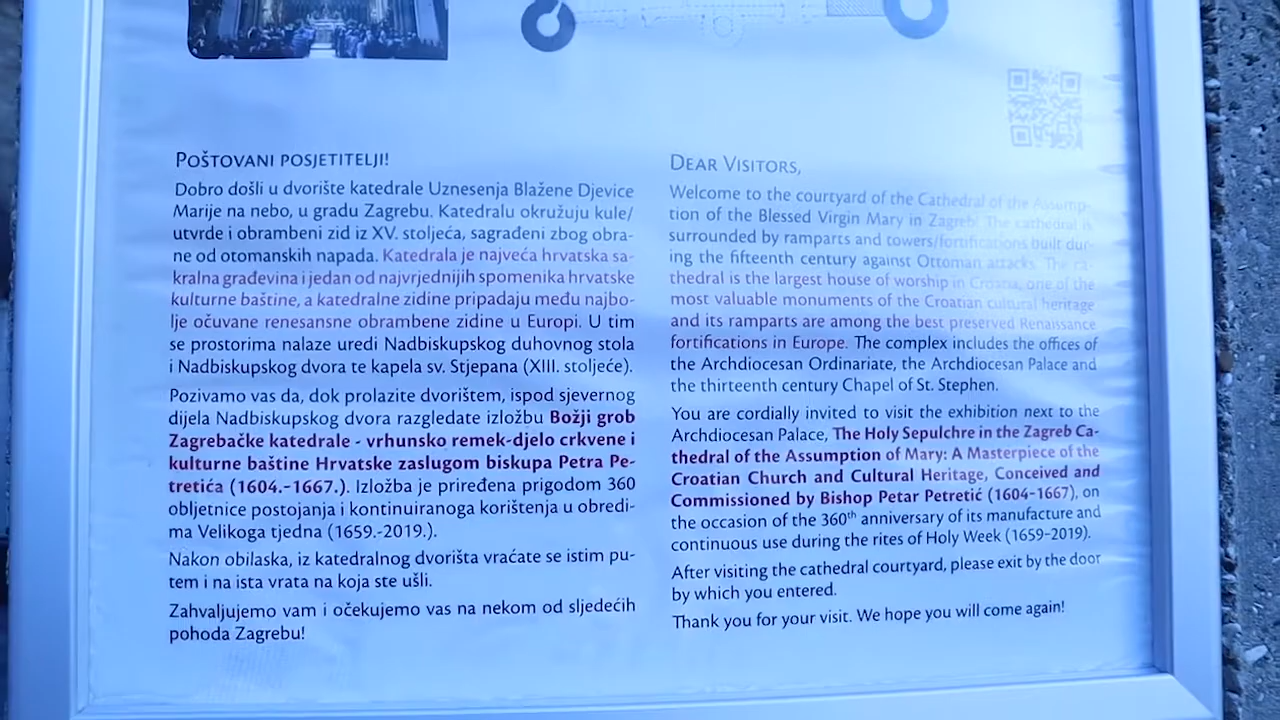 POŠTOVANI POSJETITELJI!
Dobro došli u dvorište katedrale Uznesenja Blažene Djevice
Marije na nebo, u gradu Zagrebu. Katedralu okružuju kule/
utvrde i obrambeni zid iz XV. stoljeća, sagrađeni zbog obra-
ne od otomanskih napada. Katedrala je najveća hrvatska sa-
kralna građevina i jedan od najvrjednijih spomenika hrvatske
kulturne baštine, a katedralne zidine pripadaju među najbo-
lje očuvane renesansne obrambene zidine u Europi. U tim
se prostorima nalaze uredi Nadbiskupskog duhovnog stola
i Nadbiskupskog dvora te kapela sv. Stjepana (XIII. stoljeće).
Pozivamo vas da, dok prolazite dvorištem, ispod sjevernog
dijela Nadbiskupskog dvora razgledate izložbu Božji grob
Zagrebačke katedrale - vrhunsko remek-djelo crkvene i
kulturne baštine Hrvatske zaslugom biskupa Petra Pe-
tretića (1604.-1667.). Izložba je priređena prigodom 360
obljetnice postojanja i kontinuiranoga korištenja u obredi-
ma Velikoga tjedna (1659.-2019.).
Nakon obilaska, iz katedralnog dvorišta vraćate se istim pu-
tem i na ista vrata na koja ste ušli.
Zahvaljujemo vam i očekujemo vas na nekom od sljedećih
pohoda Zagrebu!
DEAR VISITORS,
Welcome to the courtyard of the Cathedral of the Assump-
tion of the Blessed Virgin Mary in Zagreb! The cathedral is
surrounded by ramparts and towers/fortifications built dur-
ing the fifteenth century against Ottoman attacks. The ca-
thedral is the largest house of worship in Croatia, one of the
most valuable monuments of the Croatian cultural heritage
and its ramparts are among the best preserved Renaissance
fortifications in Europe. The complex includes the offices of
the Archdiocesan Ordinariate, the Archdiocesan Palace and
the thirteenth century Chapel of St. Stephen.
You are cordially invited to visit the exhibition next to the
Archdiocesan Palace, The Holy Sepulchre in the Zagreb Ca-
thedral of the Assumption of Mary: A Masterpiece of the
Croatian Church and Cultural Heritage, Conceived and
Commissioned by Bishop Petar Petretić (1604-1667), on
the occasion of the 360th anniversary of its manufacture and
continuous use during the rites of Holy Week (1659-2019).
After visiting the cathedral courtyard, please exit by the door
by which you entered.
Thank you for your visit. We hope you will come again!